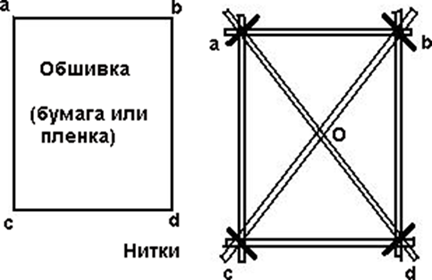 a b
Обшивка
(бумага или
пленка)
c d
Нитки
a b
O
c d